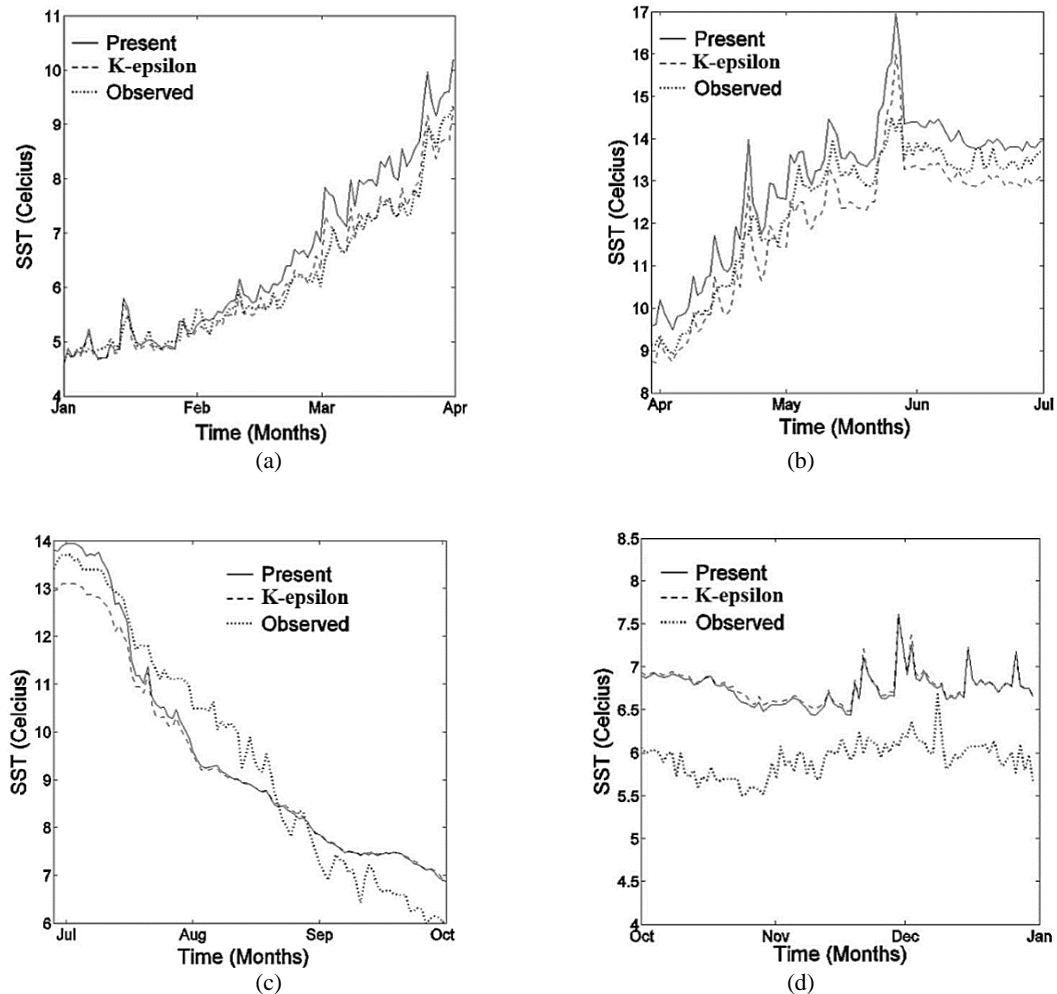 11
10
9
8
7
6
5
4
SST (Celcius)
Present
K-epsilon
Observed
Jan
Feb
Mar
Apr
Time (Months)
(a)
17
16
15
14
13
12
11
10
9
8
SST (Celcius)
Present
K-epsilon
Observed
Apr
May
Jun
Jul
Time (Months)
(b)
14
13
12
11
10
9
8
7
6
SST (Celcius)
Present
K-epsilon
Observed
Jul
Aug
Sep
Oct
Time (Months)
(c)
8.5
8
7.5
7
6.5
6
5.5
5
4.5
4
SST (Celcius)
Present
K-epsilon
Observed
Oct
Nov
Dec
Jan
Time (Months)
(d)